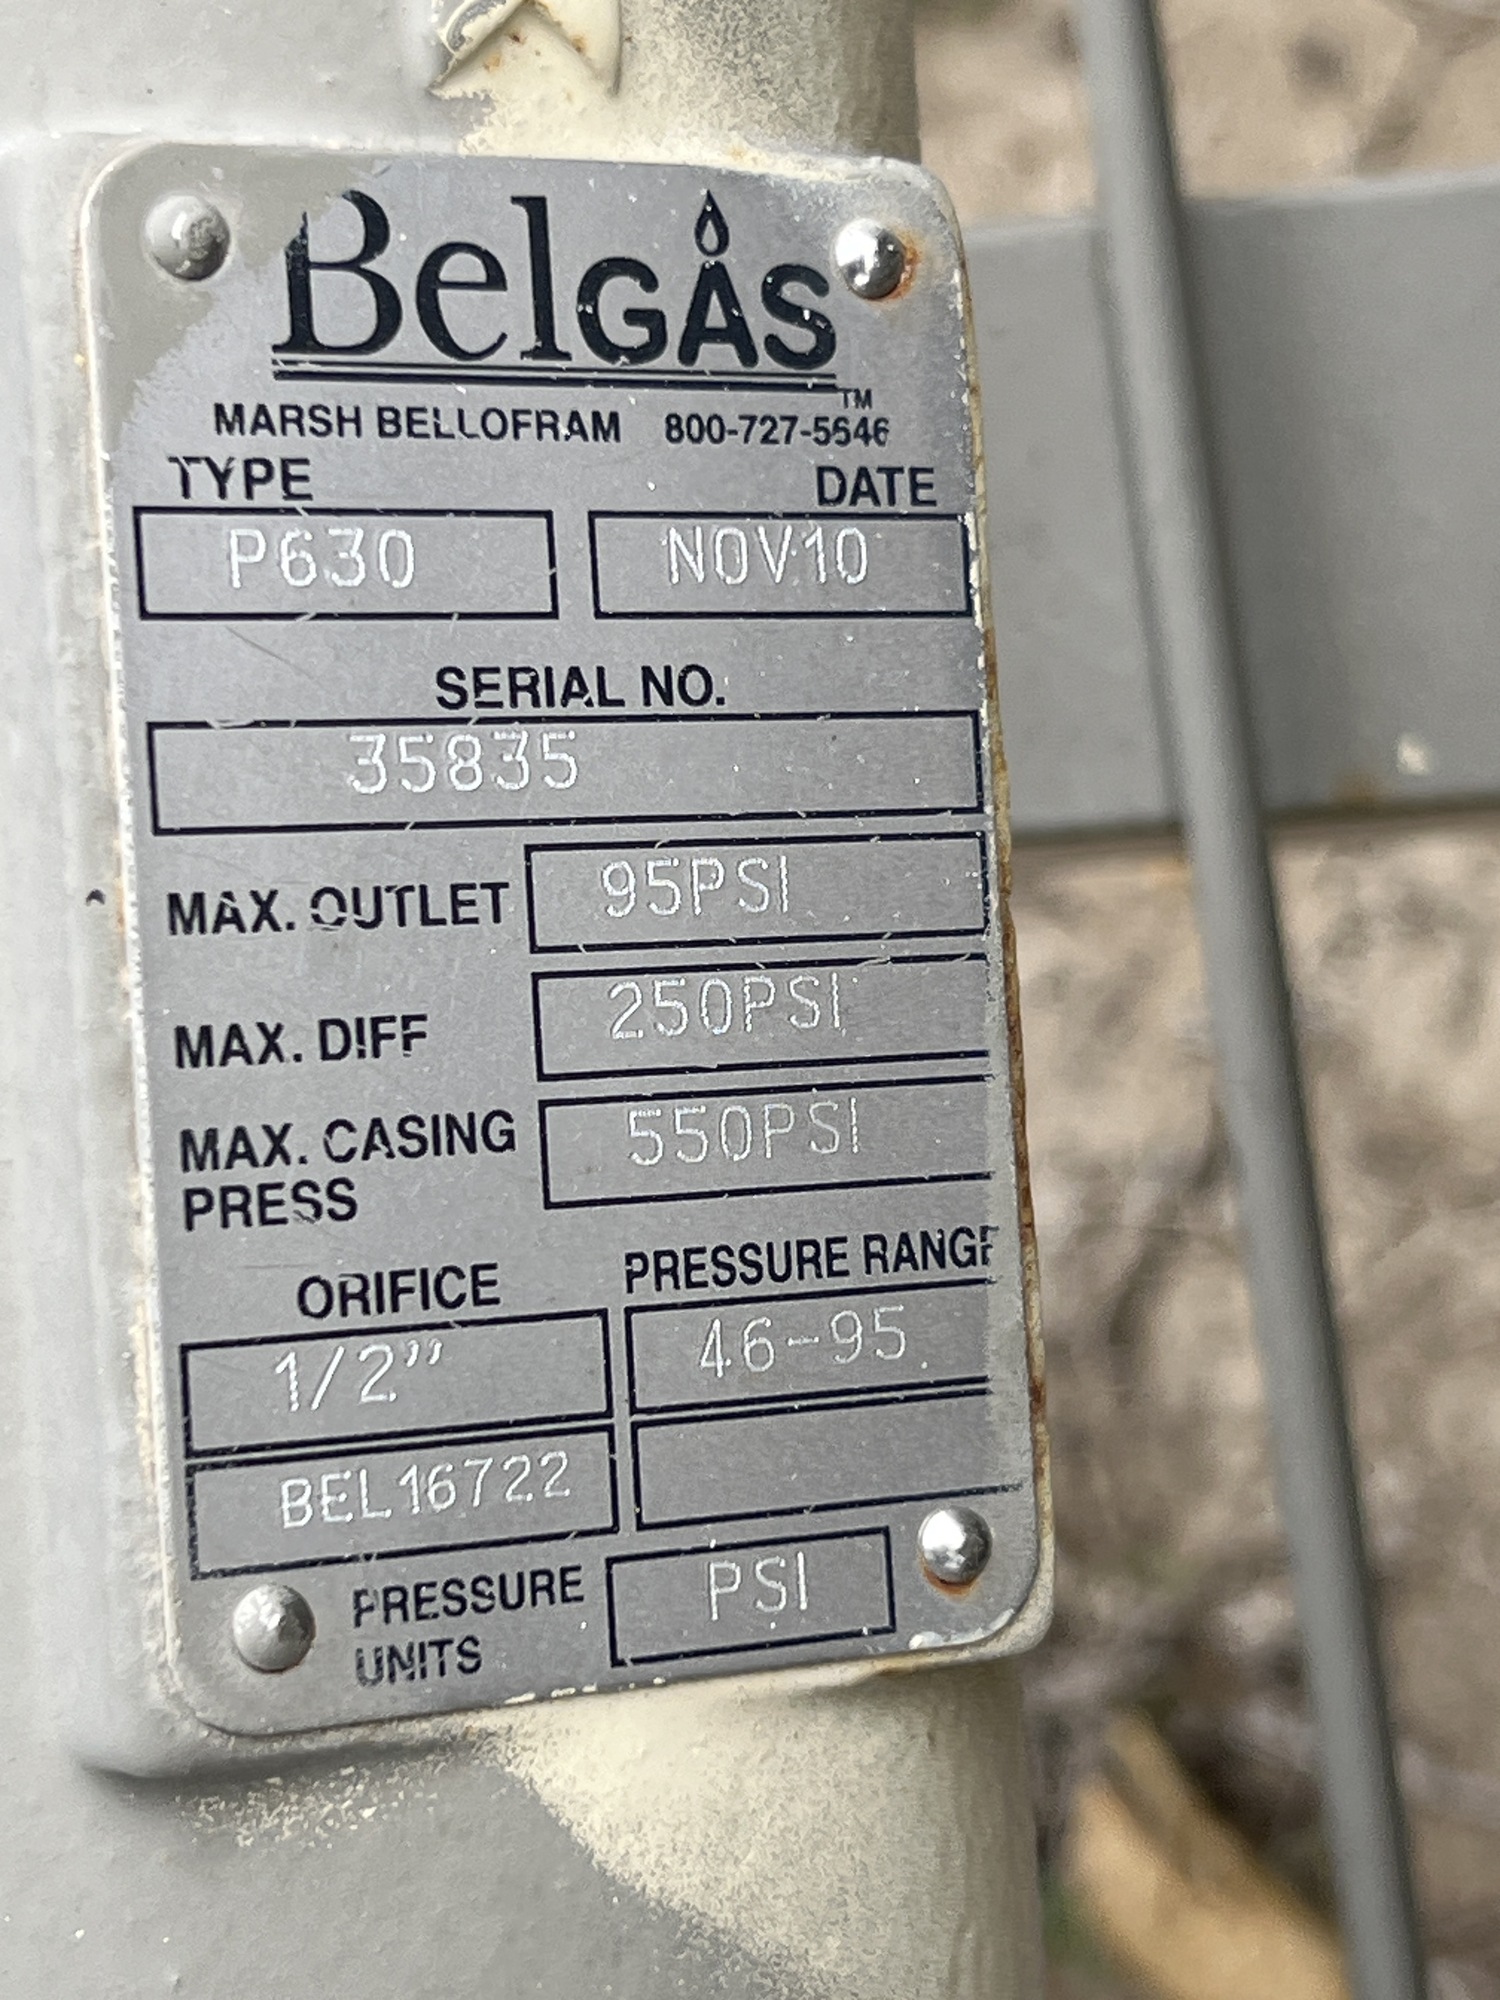 BelGAS
TM
MARSH BELLOFRAM 800-727-5646
TYPE DATE
P630 NOV10
SERIAL NO.
35835
MAX. OUTLET 95PSI
MAX. DIFF 250PSI
MAX. CASING PRESS 550PSI
ORIFICE PRESSURE RANGE
1/2" 46-95
BEL16722
PRESSURE UNITS PSI